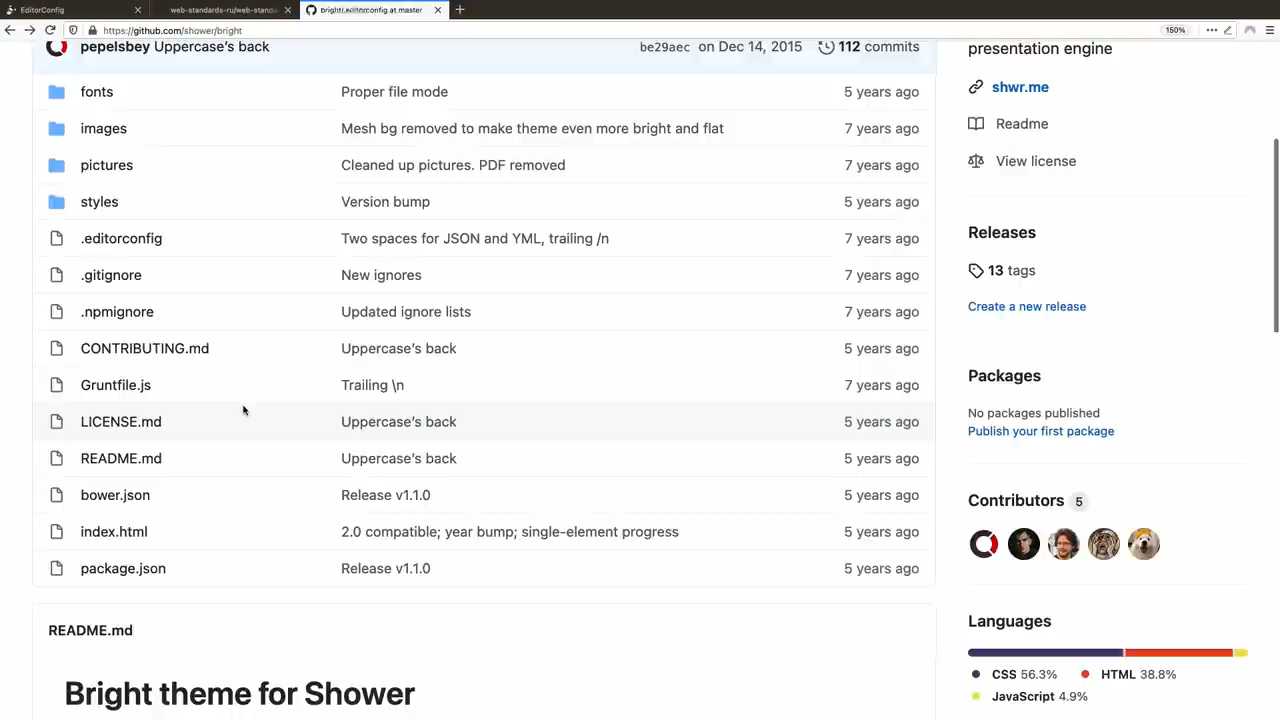 EditorConfig
web-standards-ru/web-stand
bright/.editorconfig at master
https://github.com/shower/bright
150%
pepelsbey Uppercase's back
be29aec on Dec 14, 2015
112 commits
fonts Proper file mode 5 years ago
images Mesh bg removed to make theme even more bright and flat 7 years ago
pictures Cleaned up pictures. PDF removed 7 years ago
styles Version bump 5 years ago
.editorconfig Two spaces for JSON and YML, trailing /n 7 years ago
.gitignore New ignores 7 years ago
.npmignore Updated ignore lists 7 years ago
CONTRIBUTING.md Uppercase's back 5 years ago
Gruntfile.js Trailing \n 7 years ago
LICENSE.md Uppercase's back 5 years ago
README.md Uppercase's back 5 years ago
bower.json Release v1.1.0 5 years ago
index.html 2.0 compatible; year bump; single-element progress 5 years ago
package.json Release v1.1.0 5 years ago
README.md
Bright theme for Shower
presentation engine
shwr.me
Readme
View license
Releases
13 tags
Create a new release
Packages
No packages published
Publish your first package
Contributors 5
Languages
CSS 56.3% HTML 38.8%
JavaScript 4.9%